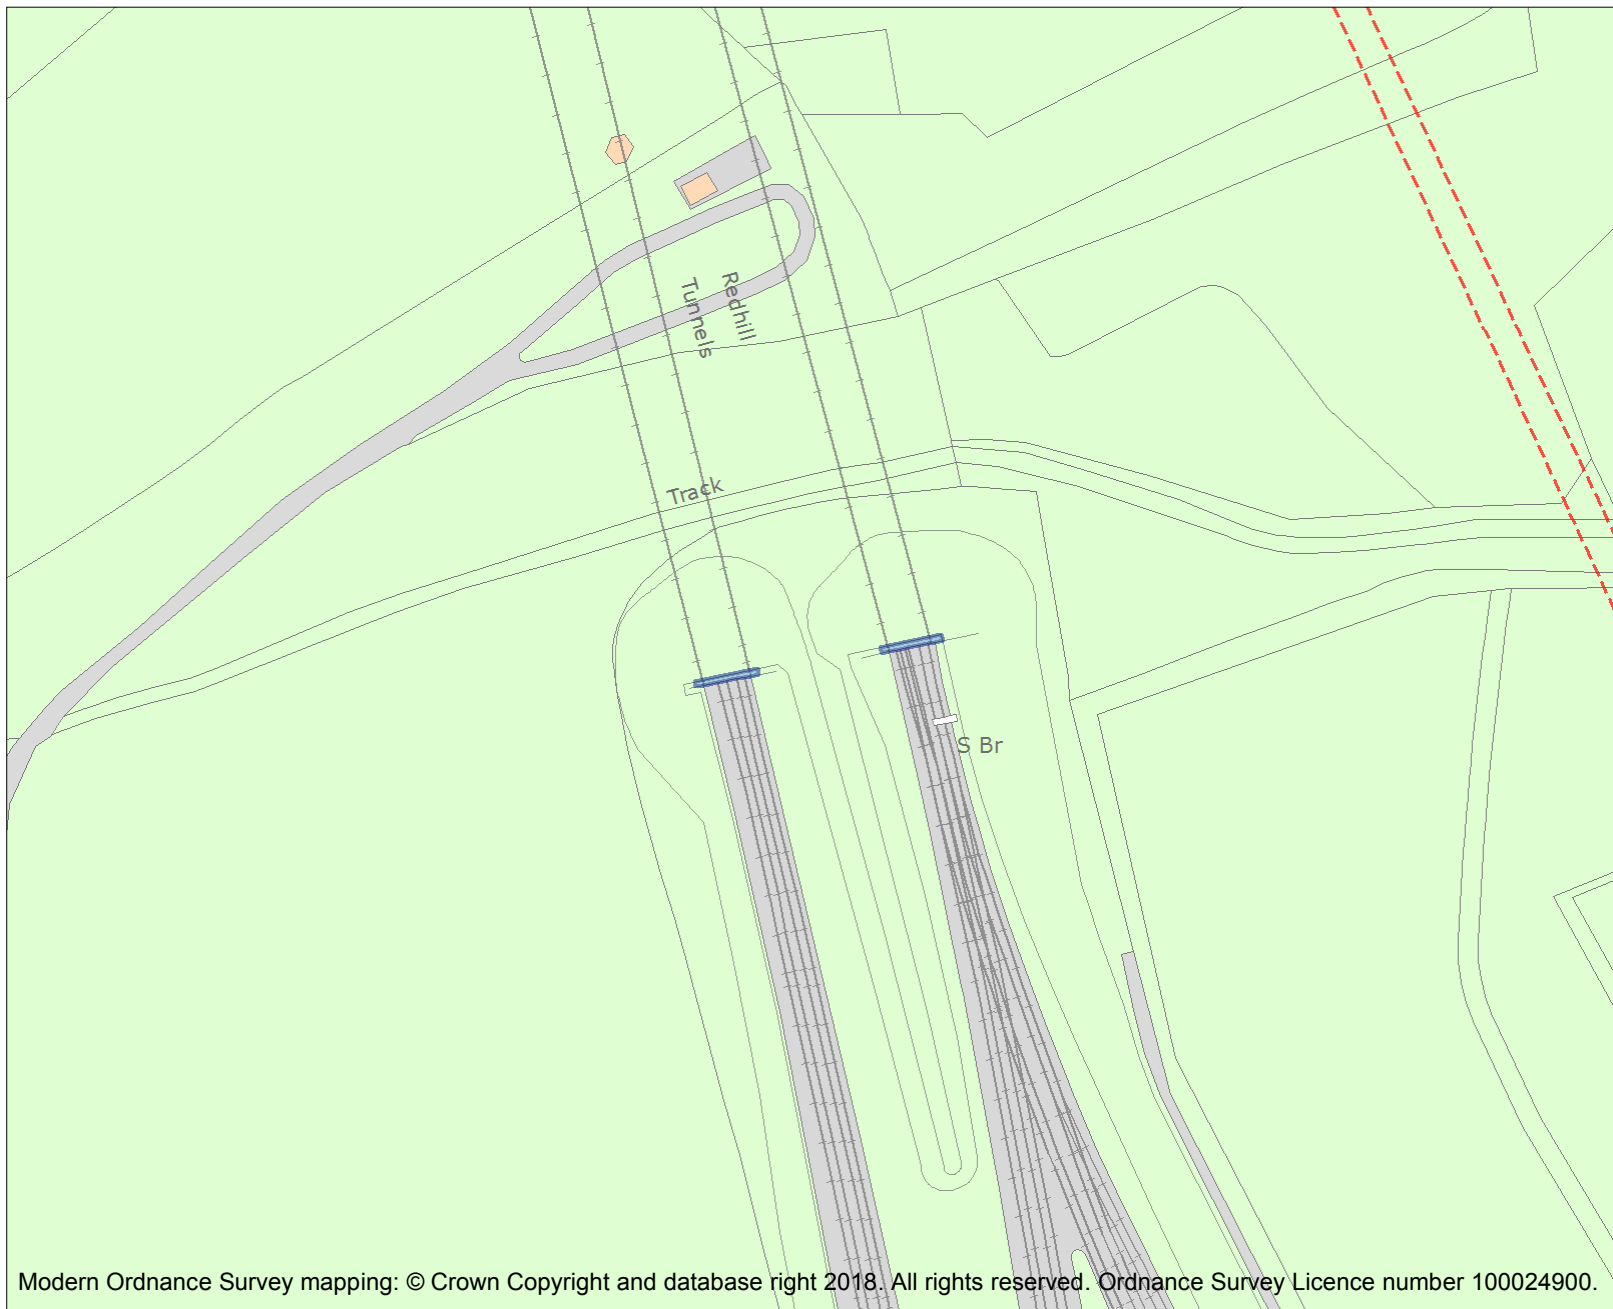 Redhill
Tunnels
Track
S Br
Modern Ordnance Survey mapping: © Crown Copyright and database right 2018. All rights reserved. Ordnance Survey Licence number 100024900.